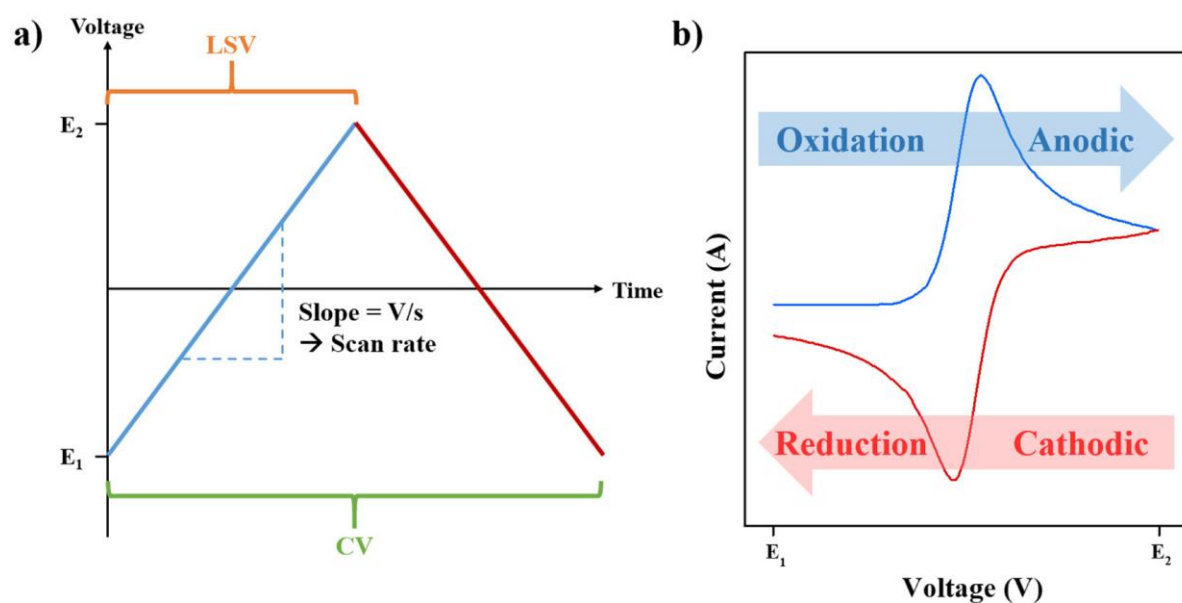 a)
Voltage
LSV
E₂
Time
Slope = V/s
→ Scan rate
E₁
CV
b)
Oxidation Anodic
Current (A)
Reduction Cathodic
E₁ E₂
Voltage (V)